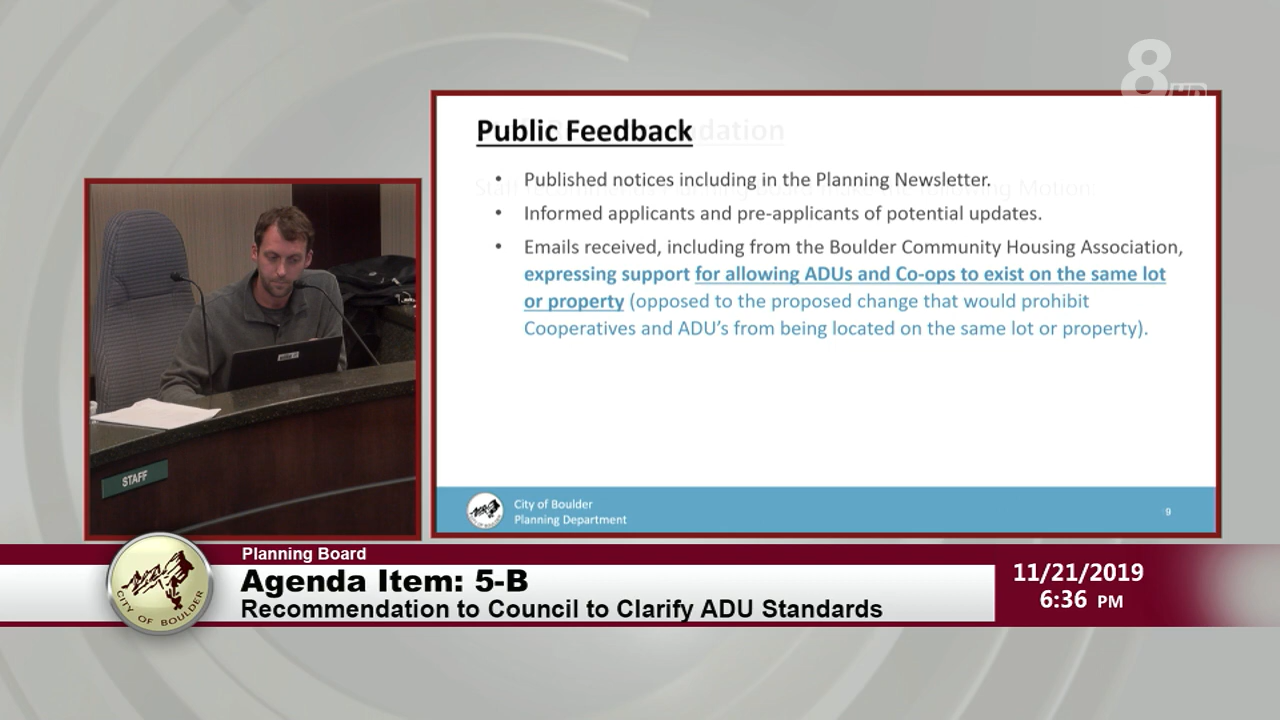 8
HD
Public Feedback
dation
• Published notices including in the Planning Newsletter.
• Informed applicants and pre-applicants of potential updates.
• Emails received, including from the Boulder Community Housing Association,
expressing support for allowing ADUs and Co-ops to exist on the same lot
or property (opposed to the proposed change that would prohibit
Cooperatives and ADU’s from being located on the same lot or property).
City of Boulder
Planning Department
9
STAFF
Planning Board
Agenda Item: 5-B
Recommendation to Council to Clarify ADU Standards
CITY OF BOULDER
11/21/2019
6:36 PM